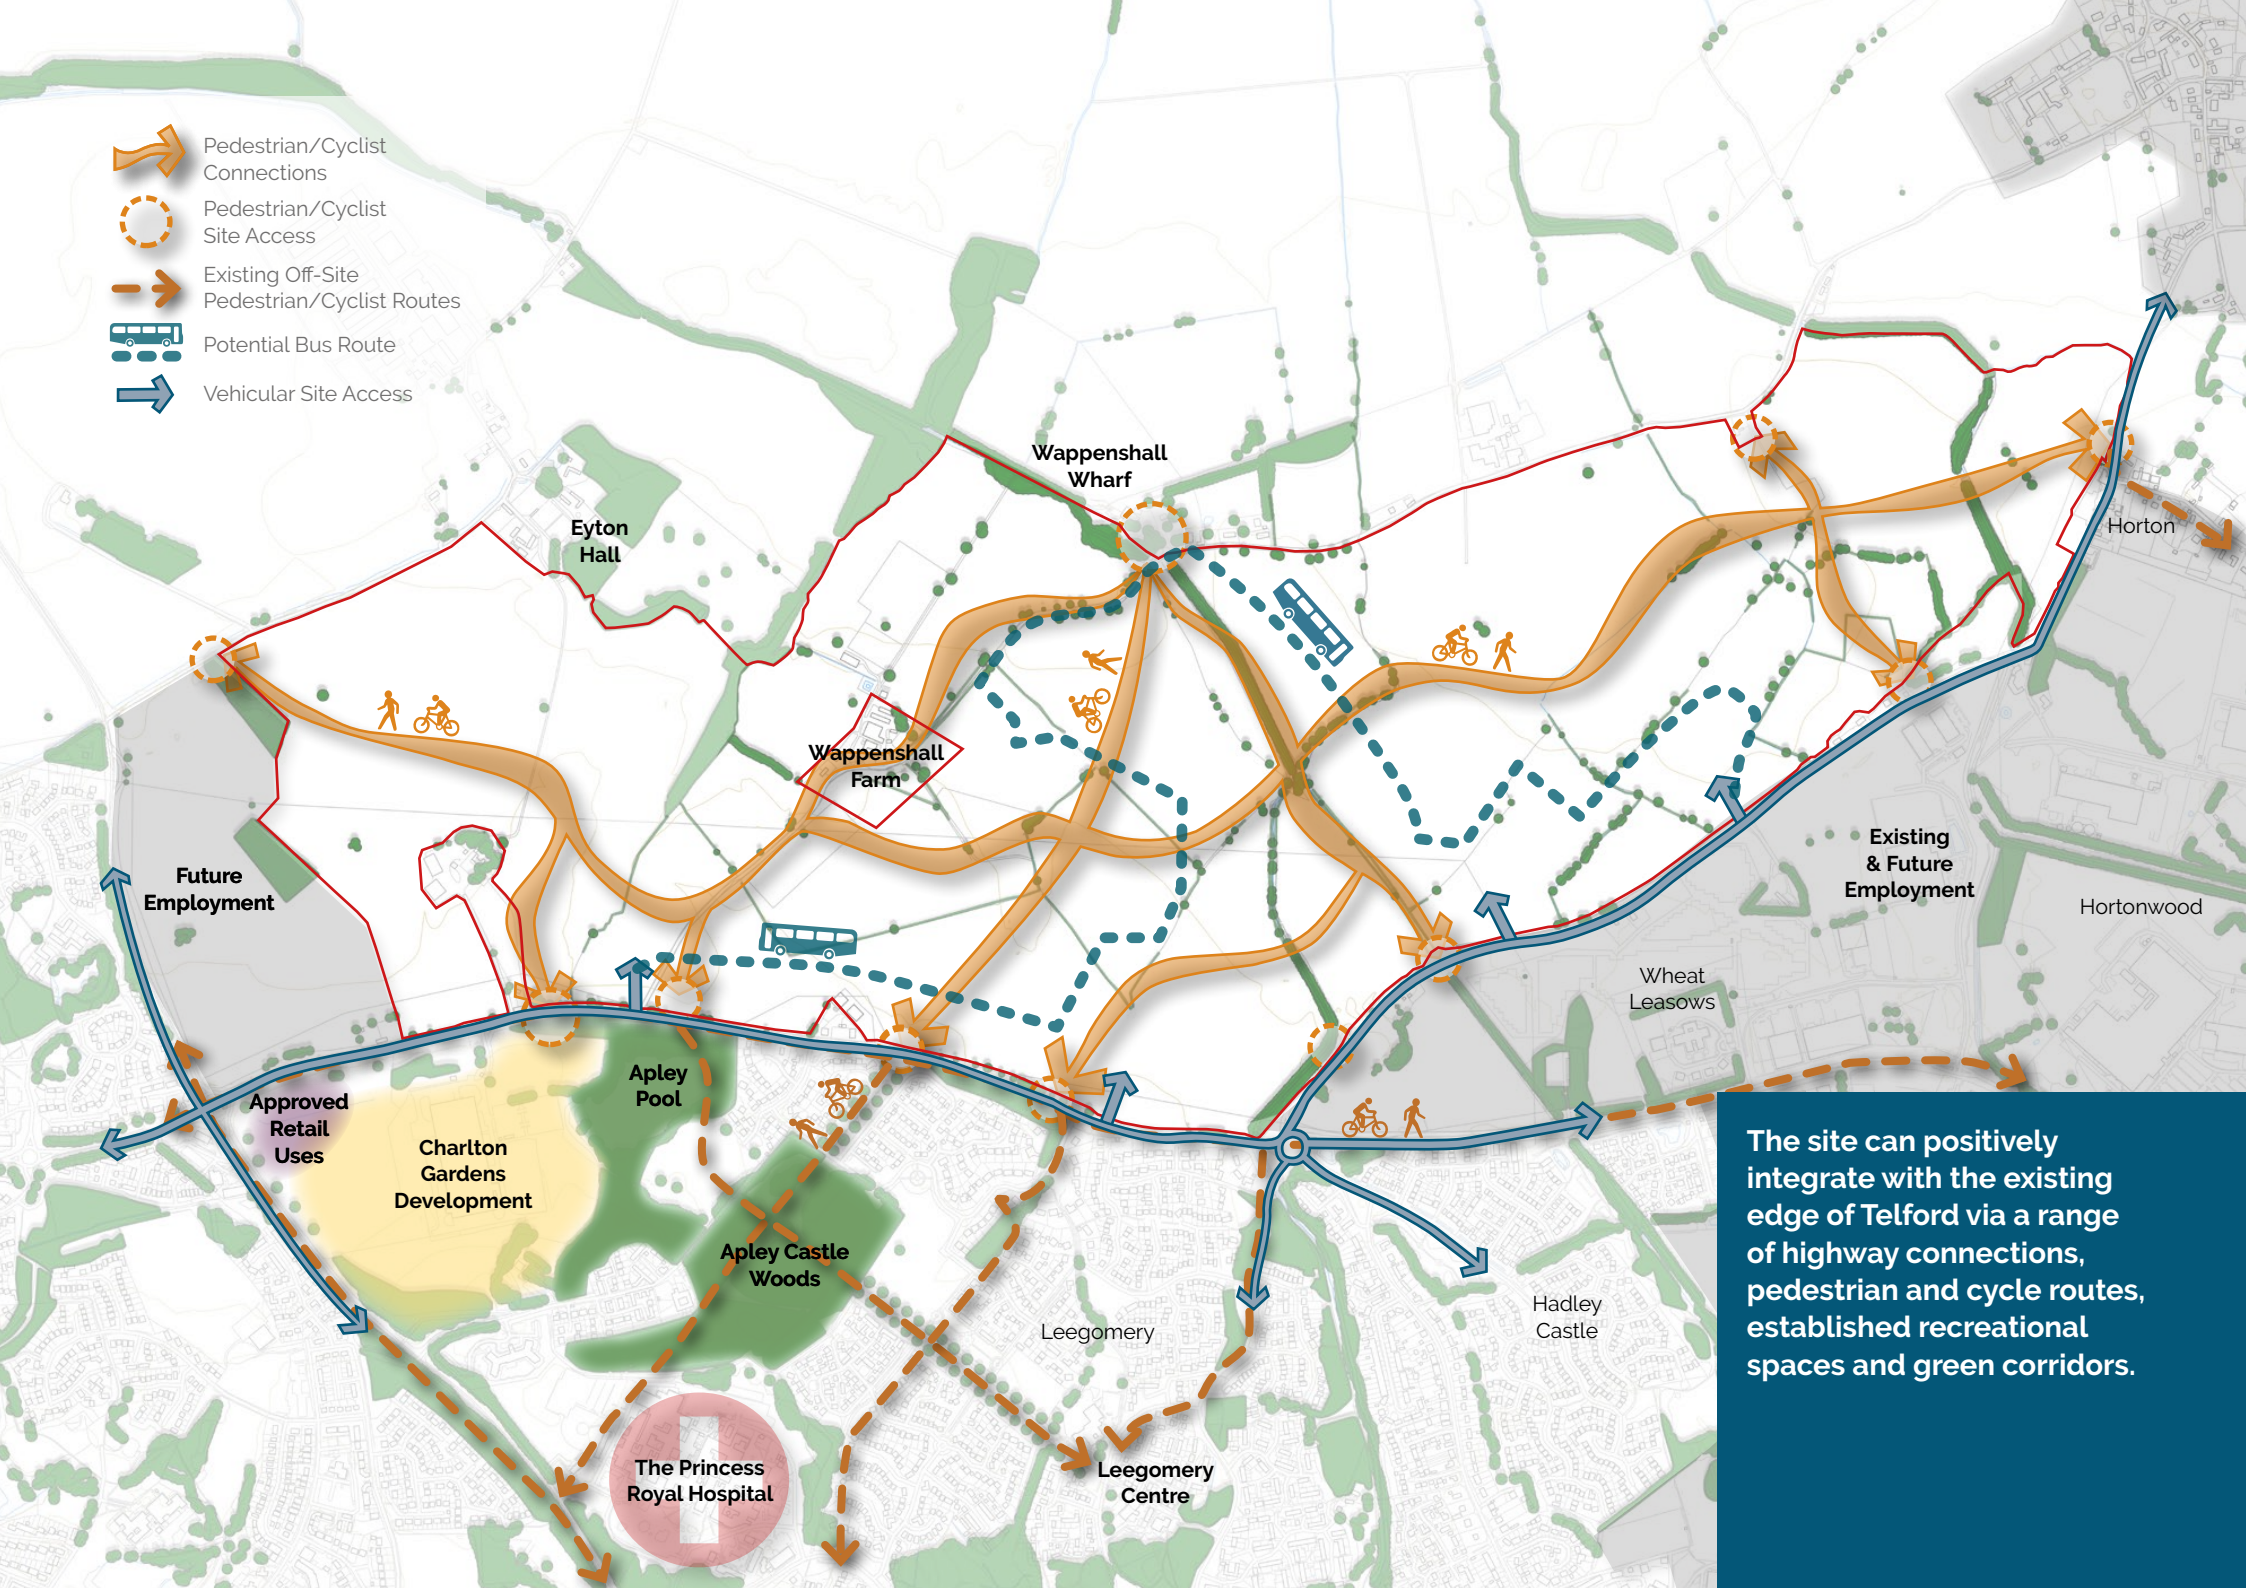 Pedestrian/Cyclist
Connections
Pedestrian/Cyclist
Site Access
Existing Off-Site
Pedestrian/Cyclist Routes
Potential Bus Route
Vehicular Site Access
Wappenshall
Wharf
Eyton
Hall
Horton
Wappenshall
Farm
Existing
& Future
Employment
Future
Employment
Hortonwood
Wheat
Leasows
Apley
Pool
Approved
Retail
Uses
Charlton
Gardens
Development
Apley Castle
Woods
Leegomery
Hadley
Castle
The Princess
Royal Hospital
Leegomery
Centre
The site can positively
integrate with the existing
edge of Telford via a range
of highway connections,
pedestrian and cycle routes,
established recreational
spaces and green corridors.